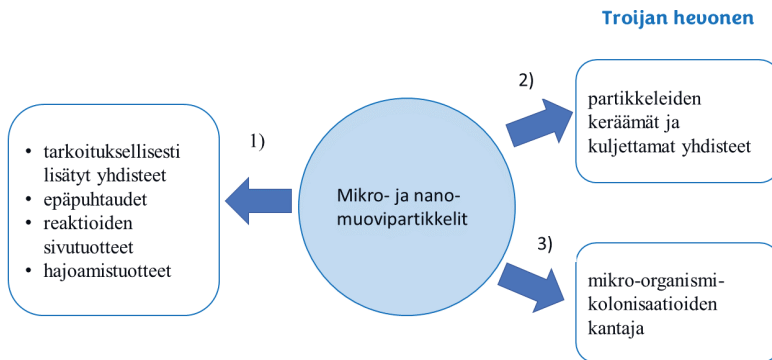 Troijan hevonen
1)
• tarkoituksellisesti
lisätyt yhdisteet
• epäpuhtaudet
• reaktioiden
sivutuotteet
• hajoamistuotteet
Mikro- ja nano-
muovipartikkelit
2)
partikkeleiden
keräämät ja
kuljettamat yhdisteet
3)
mikro-organismi-
kolonisaatioiden
kantaja